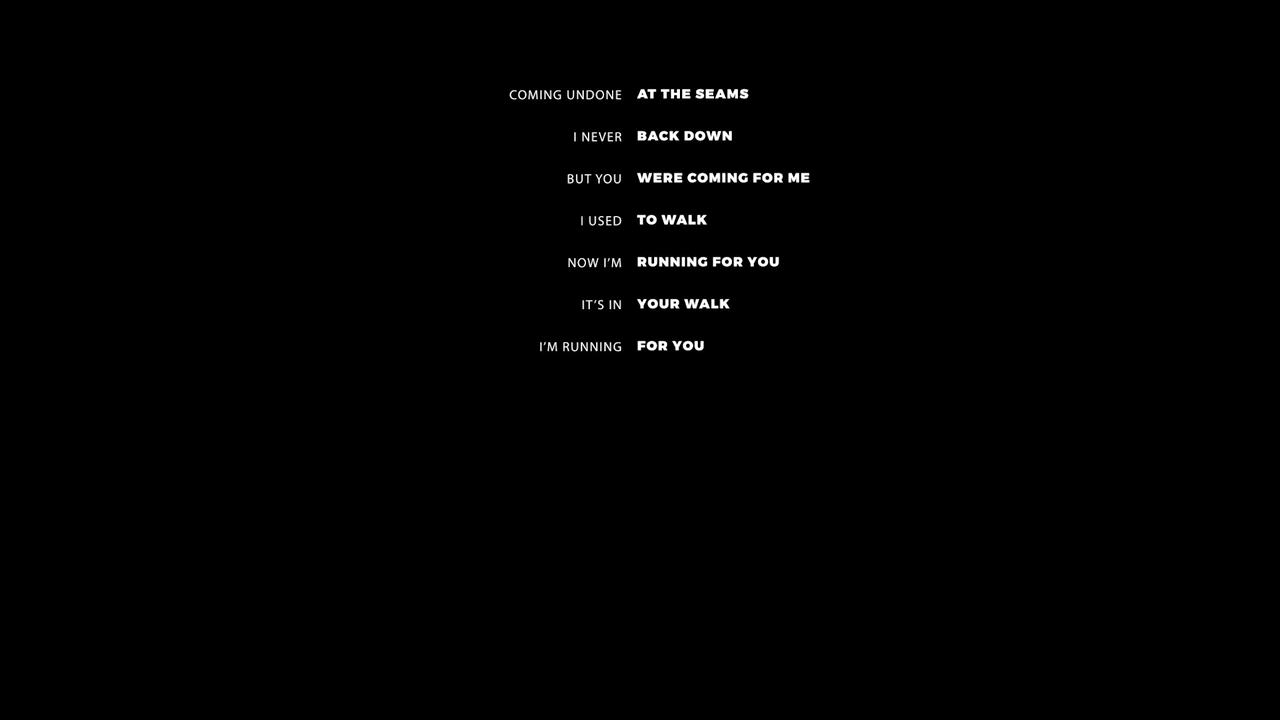 COMING UNDONE AT THE SEAMS
I NEVER BACK DOWN
BUT YOU WERE COMING FOR ME
I USED TO WALK
NOW I'M RUNNING FOR YOU
IT'S IN YOUR WALK
I'M RUNNING FOR YOU